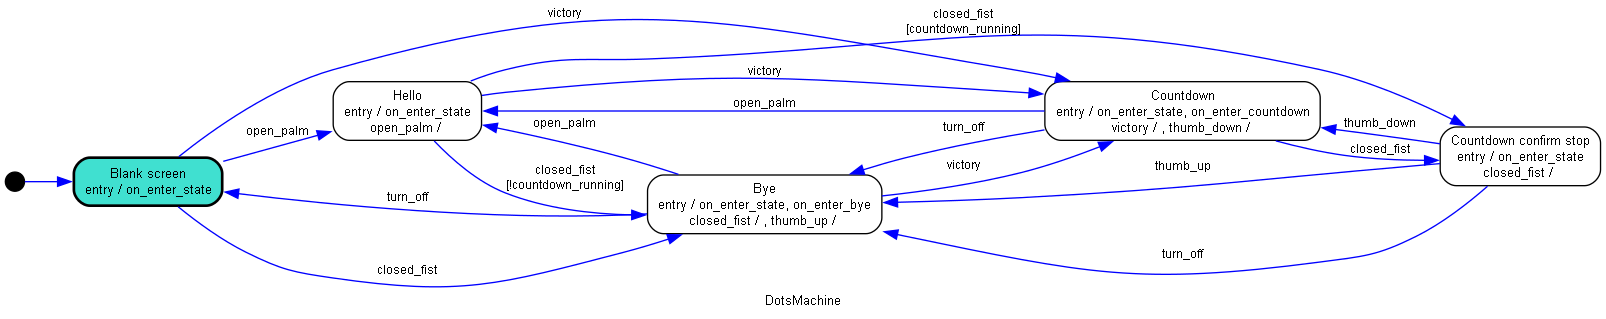 victory
closed_fist
[countdown_running]
Hello
entry / on_enter_state
open_palm /
victory
open_palm
Countdown
entry / on_enter_state, on_enter_countdown
victory / , thumb_down /
open_palm
open_palm
turn_off
thumb_down
closed_fist
Countdown confirm stop
entry / on_enter_state
closed_fist /
Blank screen
entry / on_enter_state
closed_fist
[!countdown_running]
victory
thumb_up
Bye
entry / on_enter_state, on_enter_bye
closed_fist / , thumb_up /
turn_off
turn_off
closed_fist
DotsMachine